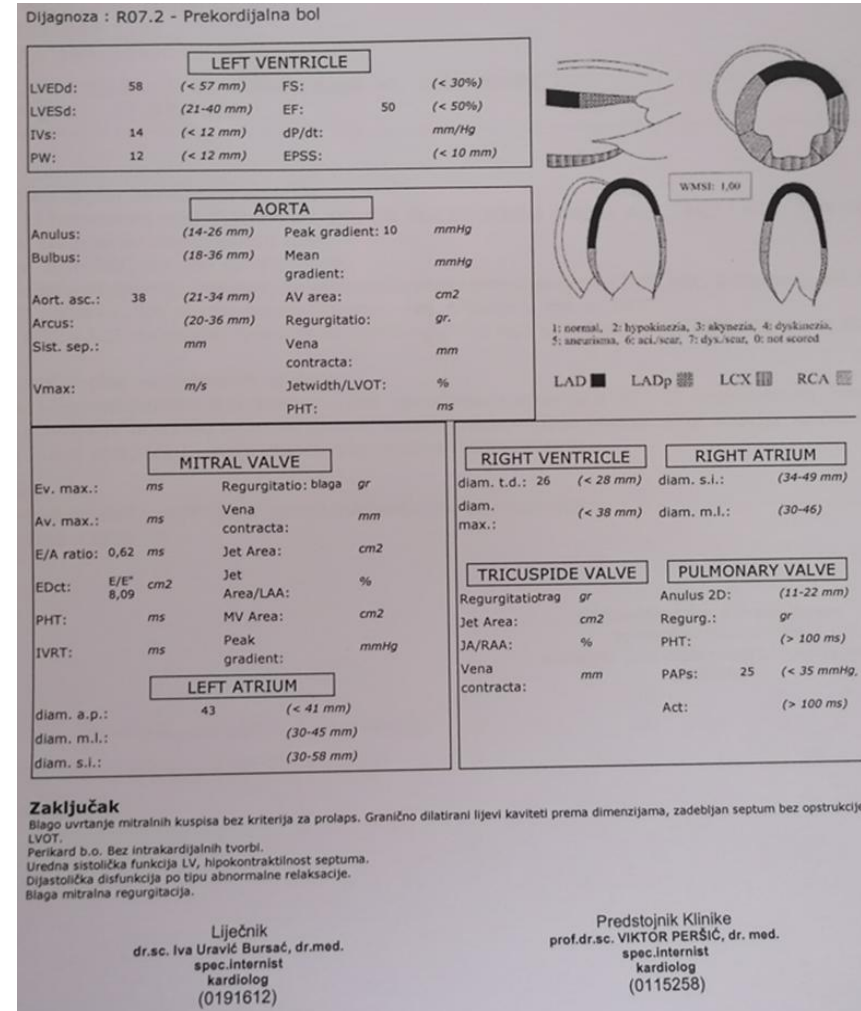 Dijagnoza : R07.2 - Prekordijalna bol
LEFT VENTRICLE
LVEDd: 58 (< 57 mm) FS: (< 30%)
LVESd: (21-40 mm) EF: 50 (< 50%)
IVs: 14 (< 12 mm) dP/dt: mm/Hg
PW: 12 (< 12 mm) EPSS: (< 10 mm)
WMSI: 1,00
AORTA
Anulus: (14-26 mm) Peak gradient: 10 mmHg
Bulbus: (18-36 mm) Mean gradient: mmHg
Aort. asc.: 38 (21-34 mm) AV area: cm2
Arcus: (20-36 mm) Regurgitatio: gr.
Sist. sep.: mm Vena contracta: mm
Vmax: m/s Jetwidth/LVOT: %
PHT: ms
1: normal, 2: hypokinezia, 3: akynezia, 4: dyskinezia,
5: aneurisma, 6: aci./scar, 7: dys./scar, 0: not scored
LAD LADp LCX RCA
MITRAL VALVE
Ev. max.: ms Regurgitatio: blaga gr
Av. max.: ms Vena contracta: mm
E/A ratio: 0,62 ms Jet Area: cm2
EDct: E/E" 8,09 cm2 Jet Area/LAA: %
PHT: ms MV Area: cm2
IVRT: ms Peak gradient: mmHg
LEFT ATRIUM
diam. a.p.: 43 (< 41 mm)
diam. m.l.: (30-45 mm)
diam. s.i.: (30-58 mm)
RIGHT VENTRICLE RIGHT ATRIUM
diam. t.d.: 26 (< 28 mm) diam. s.i.: (34-49 mm)
diam. max.: (< 38 mm) diam. m.l.: (30-46)
TRICUSPIDE VALVE PULMONARY VALVE
Regurgitatiotrag gr Anulus 2D: (11-22 mm)
Jet Area: cm2 Regurg.: gr
JA/RAA: % PHT: (> 100 ms)
Vena contracta: mm PAPs: 25 (< 35 mmHg,
Act: (> 100 ms)
Zaključak
Blago uvrtanje mitralnih kuspisa bez kriterija za prolaps. Granično dilatirani lijevi kaviteti prema dimenzijama, zadebljan septum bez opstrukcije
LVOT.
Perikard b.o. Bez intrakardijalnih tvorbi.
Uredna sistolička funkcija LV, hipokontraktilnost septuma.
Dijastolička disfunkcija po tipu abnormalne relaksacije.
Blaga mitralna regurgitacija.
Liječnik
dr.sc. Iva Uravić Bursać, dr.med.
spec.internist
kardiolog
(0191612)
Predstojnik Klinike
prof.dr.sc. VIKTOR PERŠIĆ, dr. med.
spec.internist
kardiolog
(0115258)